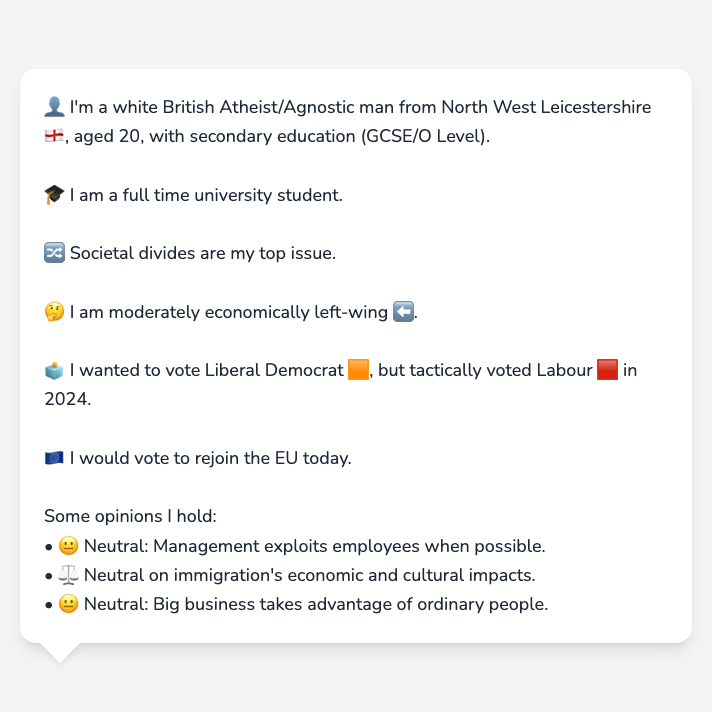 👤 I'm a white British Atheist/Agnostic man from North West Leicestershire
🏴󠁧󠁢󠁥󠁮󠁧󠁿, aged 20, with secondary education (GCSE/O Level).
🎓 I am a full time university student.
🔀 Societal divides are my top issue.
🤔 I am moderately economically left-wing ⬅️.
🗳️ I wanted to vote Liberal Democrat 🟧, but tactically voted Labour 🟥 in
2024.
🇪🇺 I would vote to rejoin the EU today.
Some opinions I hold:
• 😐 Neutral: Management exploits employees when possible.
• ⚖️ Neutral on immigration's economic and cultural impacts.
• 😐 Neutral: Big business takes advantage of ordinary people.